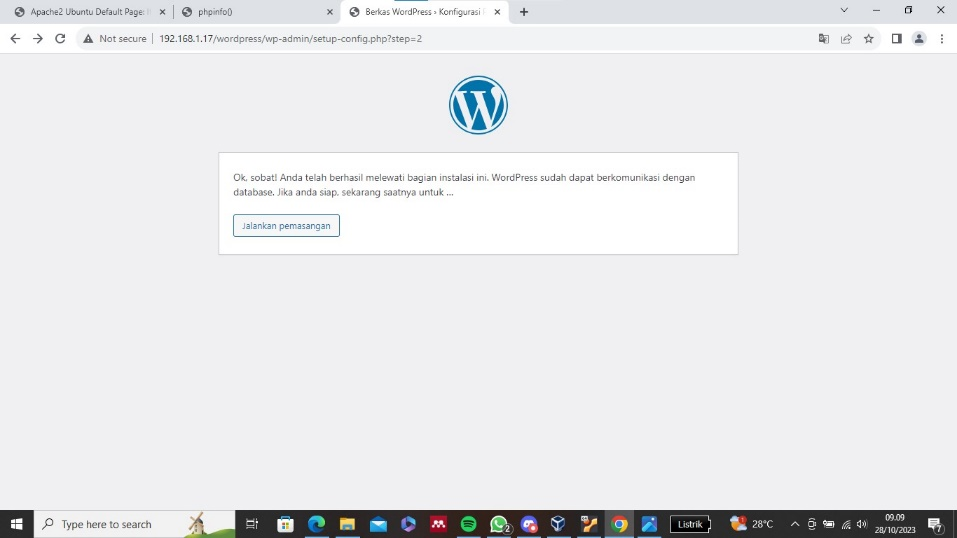 Apache2 Ubuntu Default Page:
phpinfo()
Berkas WordPress › Konfigurasi
Not secure
192.168.1.17/wordpress/wp-admin/setup-config.php?step=2
W
Ok, sobat! Anda telah berhasil melewati bagian instalasi ini. WordPress sudah dapat berkomunikasi dengan
database. Jika anda siap, sekarang saatnya untuk …
Jalankan pemasangan
Type here to search
2
Listrik
28°C
09.09
28/10/2023
7